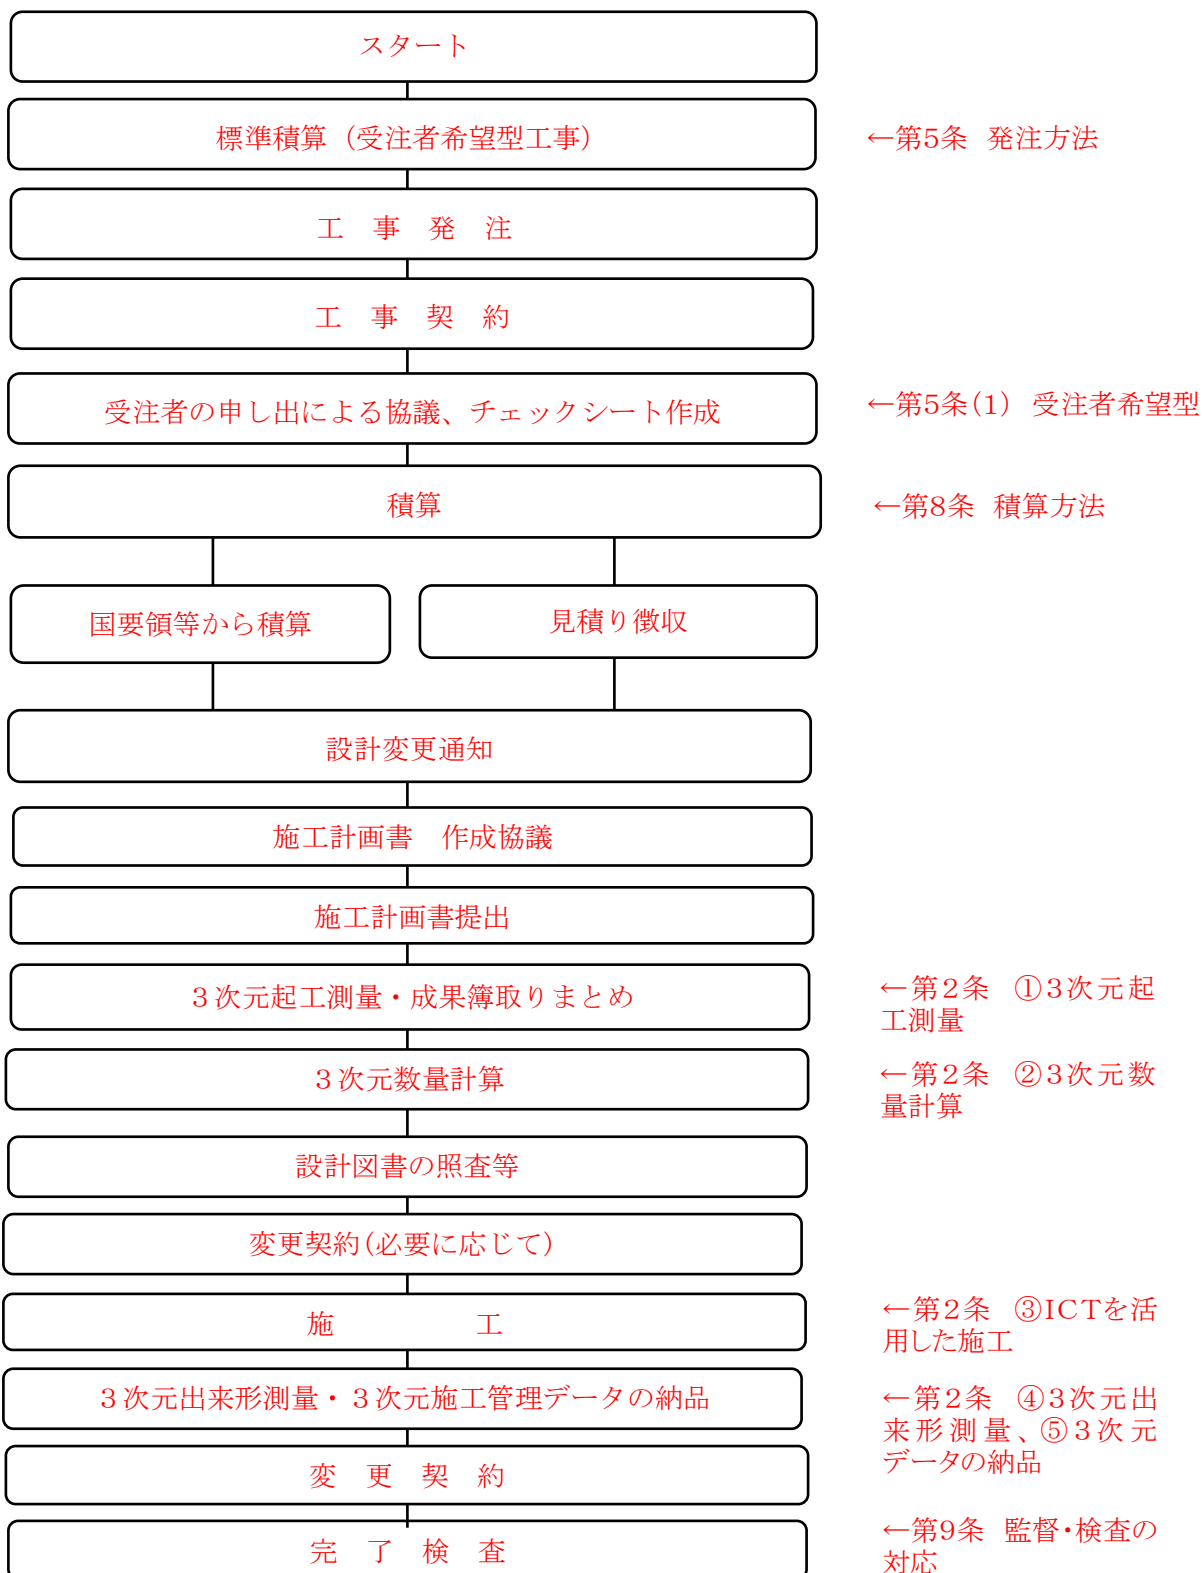 スタート
標準積算（受注者希望型工事）
←第5条　発注方法
工　事　発　注
工　事　契　約
受注者の申し出による協議、チェックシート作成
←第5条（1）　受注者希望型
積算
←第8条　積算方法
国要領等から積算
見積り徴収
設計変更通知
施工計画書　作成協議
施工計画書提出
３次元起工測量・成果簿取りまとめ
←第２条　①３次元起
工測量
３次元数量計算
←第２条　②３次元数
量計算
設計図書の照査等
変更契約(必要に応じて)
施　　　　　工
←第２条　③ICTを活
用した施工
３次元出来形測量・３次元施工管理データの納品
←第２条　④３次元出
来形測量、⑤３次元
データの納品
変　更　契　約
完　了　検　査
←第9条　監督・検査の
対応